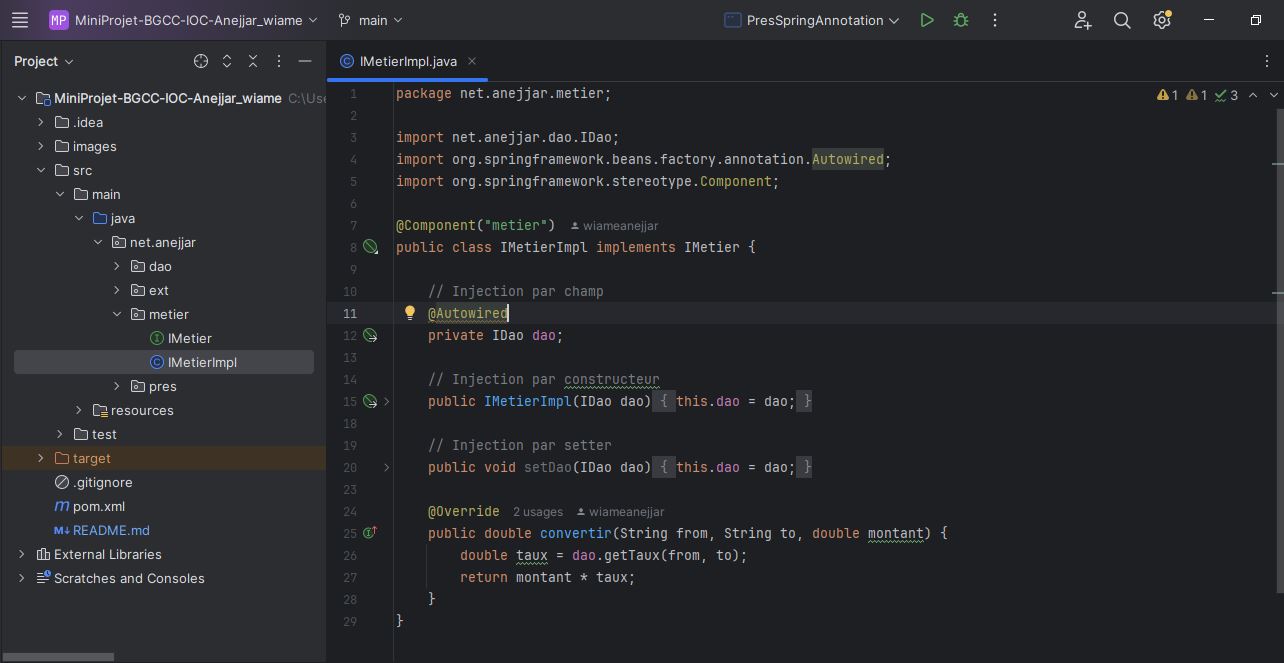 MP MiniProjet-BGCC-IOC-Anejjar_wiame main PresSpringAnnotation
Project
IMetierImpl.java
MiniProjet-BGCC-IOC-Anejjar_wiame C:\Use
.idea
images
src
main
java
net.anejjar
dao
ext
metier
IMetier
IMetierImpl
pres
resources
test
target
.gitignore
pom.xml
README.md
External Libraries
Scratches and Consoles
1 package net.anejjar.metier;
1 1 3
2
3 import net.anejjar.dao.IDao;
4 import org.springframework.beans.factory.annotation.Autowired;
5 import org.springframework.stereotype.Component;
6
7 @Component("metier") wiameanejjar
8 public class IMetierImpl implements IMetier {
9
10 // Injection par champ
11 @Autowired
12 private IDao dao;
13
14 // Injection par constructeur
15 public IMetierImpl(IDao dao) { this.dao = dao; }
18
19 // Injection par setter
20 public void setDao(IDao dao) { this.dao = dao; }
23
24 @Override 2 usages wiameanejjar
25 public double convertir(String from, String to, double montant) {
26 double taux = dao.getTaux(from, to);
27 return montant * taux;
28 }
29 }